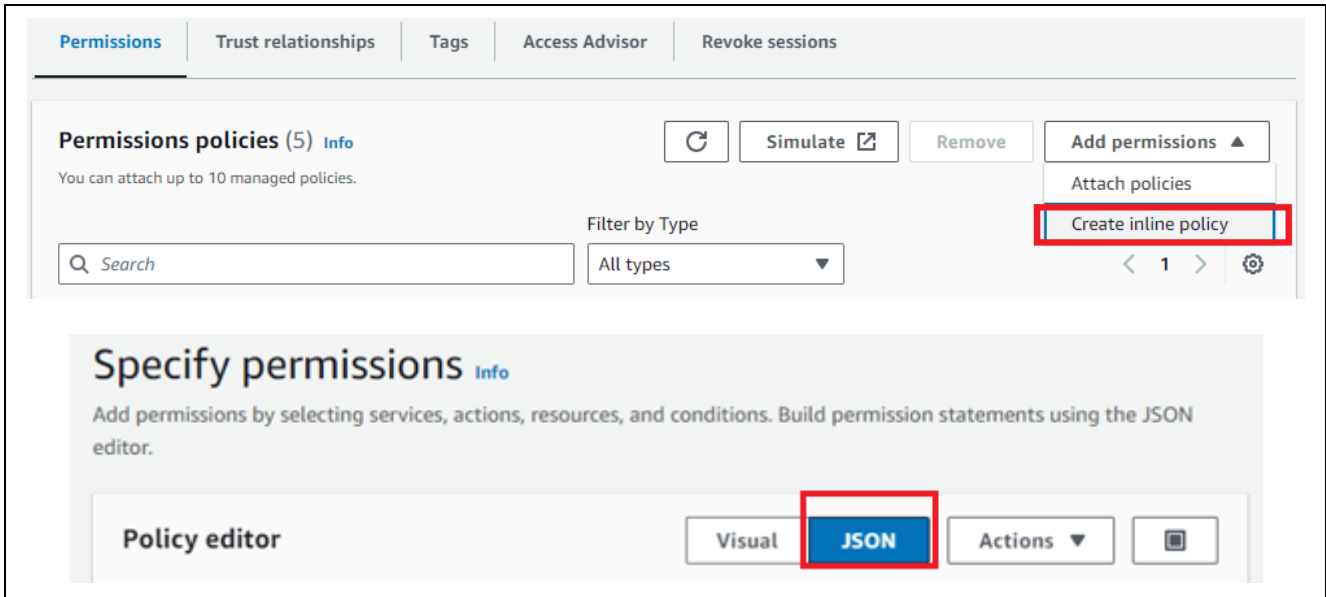 Permissions Trust relationships Tags Access Advisor Revoke sessions
Permissions policies (5) Info
Simulate Remove Add permissions
You can attach up to 10 managed policies.
Attach policies
Filter by Type
Create inline policy
Search
All types
1
Specify permissions Info
Add permissions by selecting services, actions, resources, and conditions. Build permission statements using the JSON
editor.
Policy editor
Visual JSON Actions